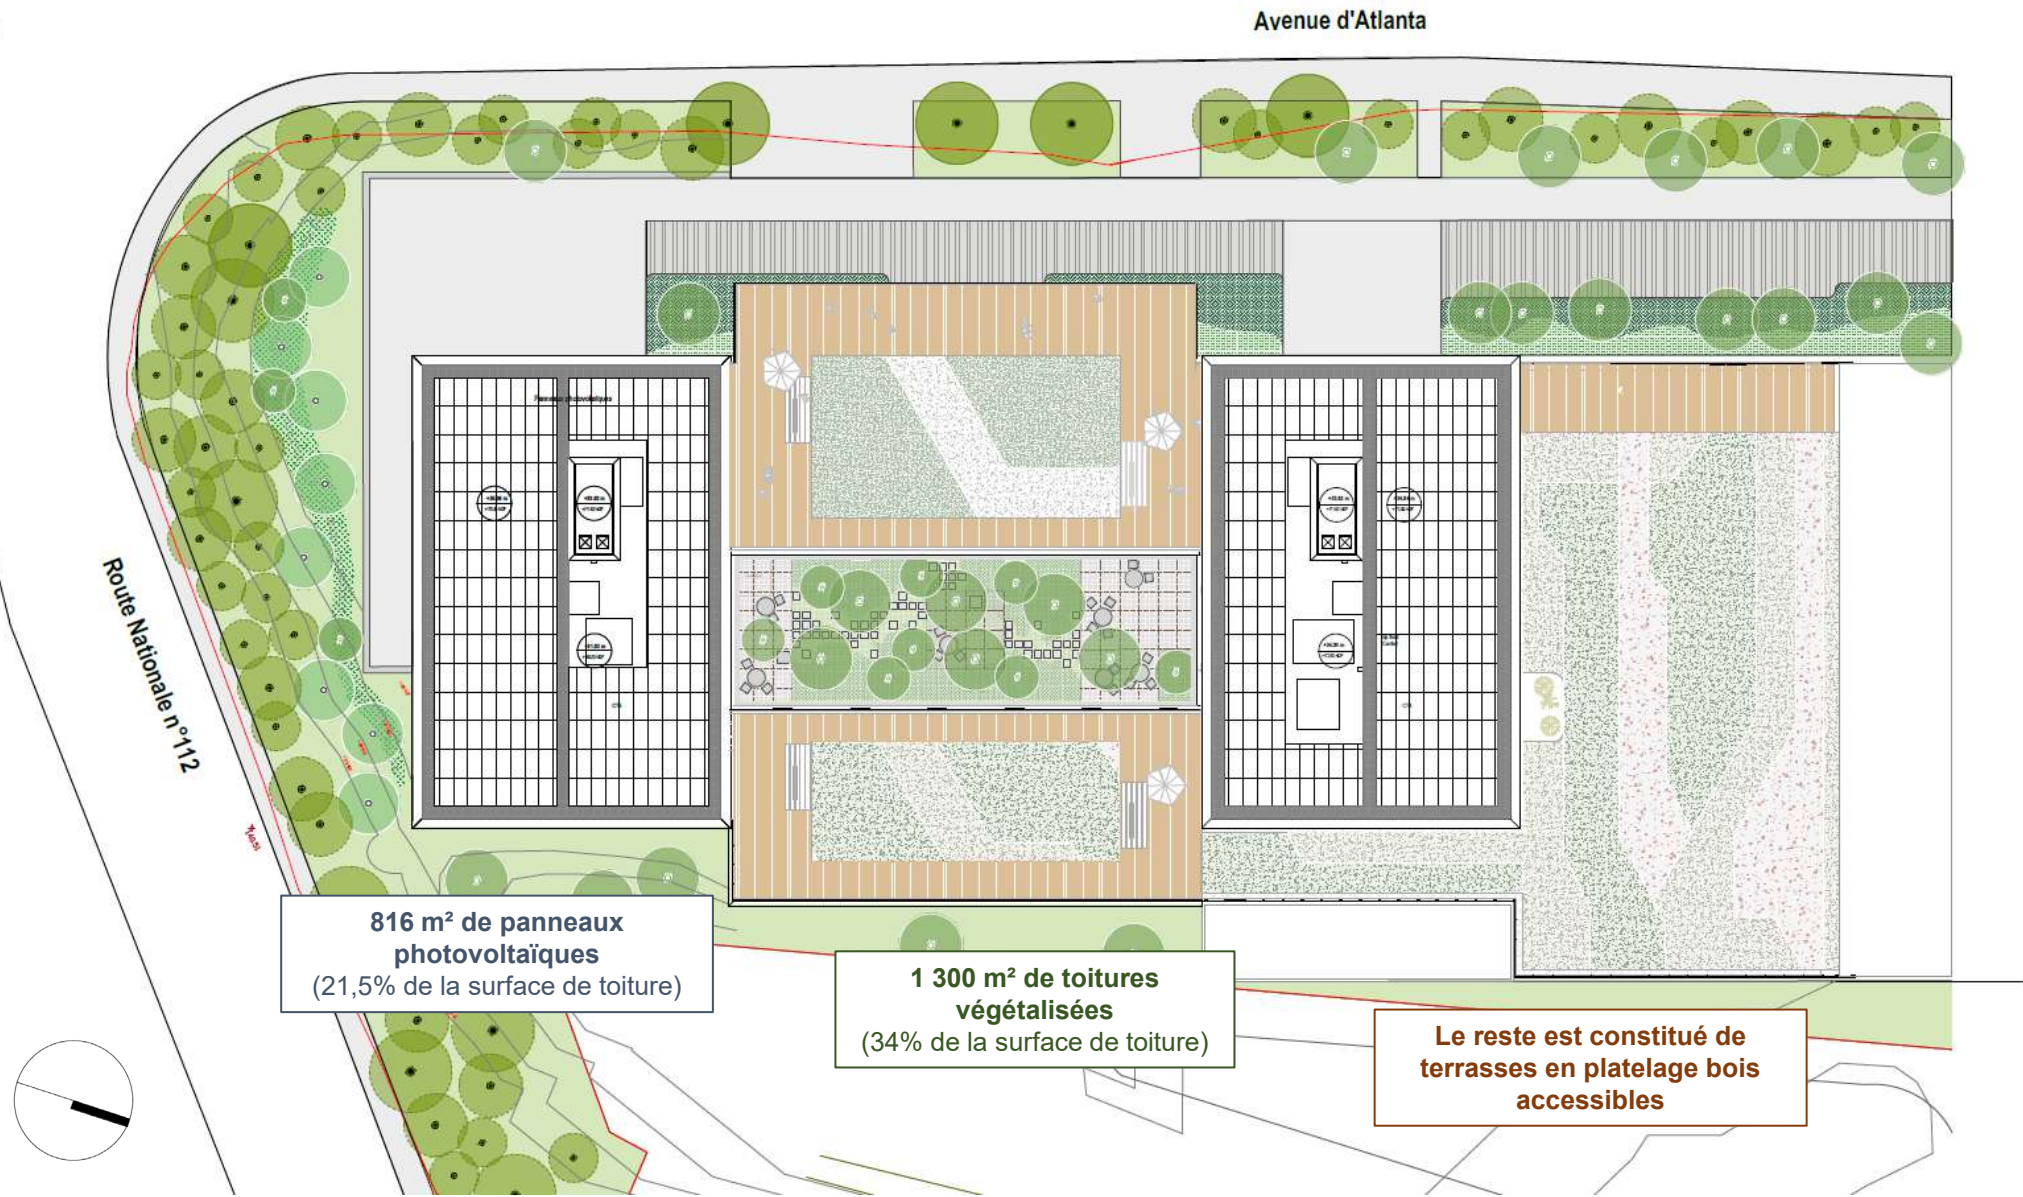 Avenue d'Atlanta
Panneaux photovoltaïques
Route Nationale n°112
816 m² de panneaux
photovoltaïques
(21,5% de la surface de toiture)
1 300 m² de toitures
végétalisées
(34% de la surface de toiture)
Le reste est constitué de
terrasses en platelage bois
accessibles